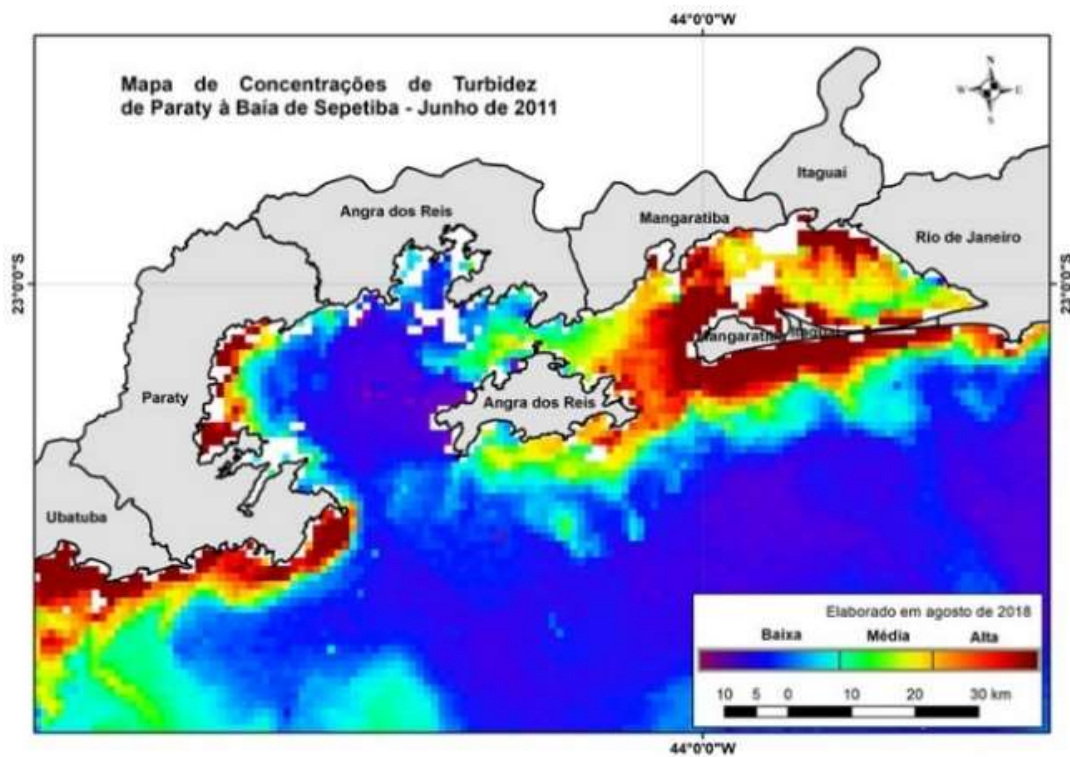 44°0'0"W
Mapa de Concentrações de Turbidez
de Paraty à Baía de Sepetiba - Junho de 2011
N
W E
S
Itaguaí
Angra dos Reis
Mangaratiba
Rio de Janeiro
23°0'0"S
23°0'0"S
Mangaratiba
Paraty
Angra dos Reis
Ubatuba
Elaborado em agosto de 2018
Baixa Média Alta
10 5 0 10 20 30 km
44°0'0"W